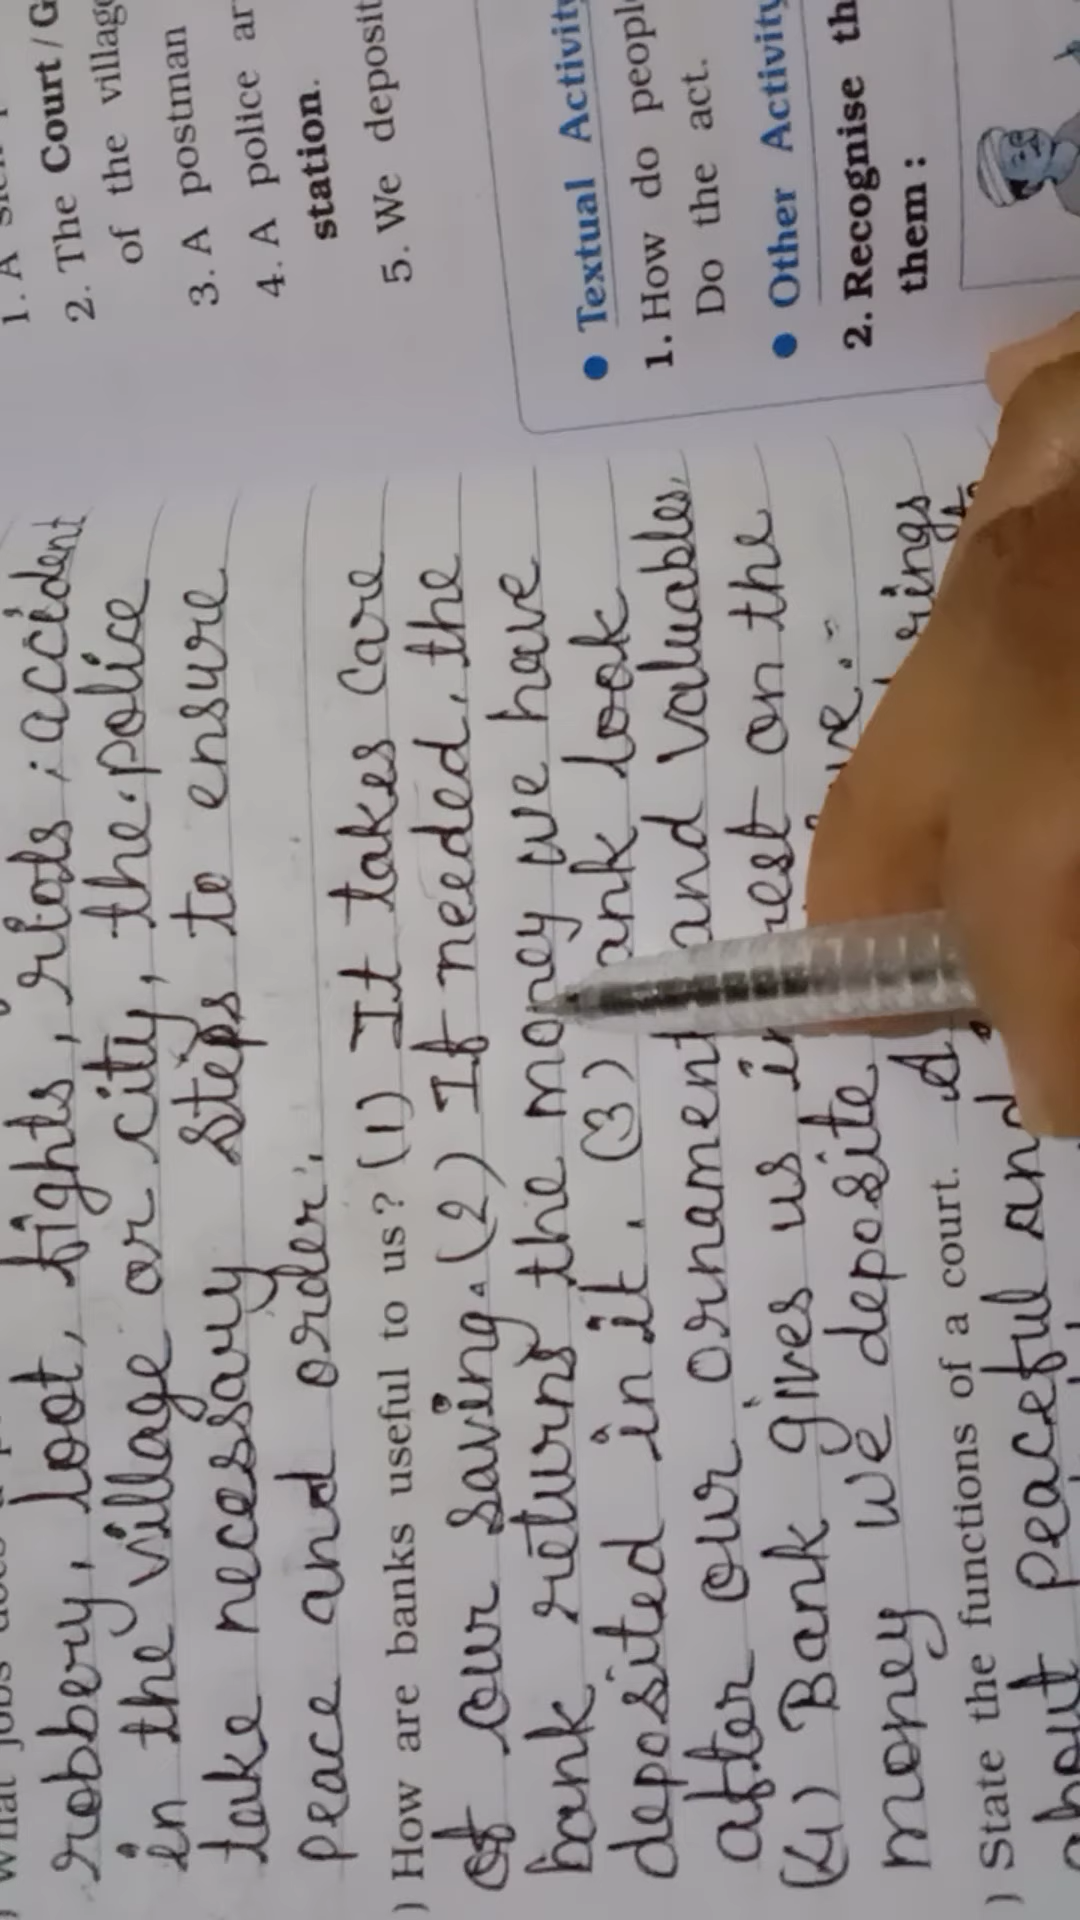 robbery, loot, fights, riots, accident
in the village or city, the police
take necessary steps to ensure
peace and order.
) How are banks useful to us? (1) It takes care
of our saving. (2) If needed, the
bank returns the money we have
deposited in it. (3) look
after our ornament and valuables.
(4) Bank gives us on the
money we deposite
) State the functions of a court.
about peaceful and
1. A
2. The Court / G
of the village
3. A postman
4. A police
station.
5. We deposit
• Textual Activity
1. How do people
Do the act.
• Other Activity
2. Recognise
them :